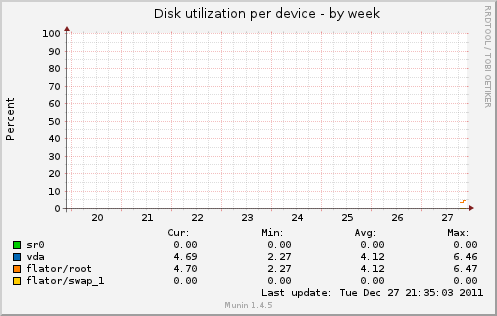 Disk utilization per device - by week
RRDTOOL / TOBI OETIKER
Percent
100
90
80
70
60
50
40
30
20
10
0
20 21 22 23 24 25 26 27
Cur: Min: Avg: Max:
sr0 0.00 0.00 0.00 0.00
vda 4.69 2.27 4.12 6.46
flator/root 4.70 2.27 4.12 6.47
flator/swap_1 0.00 0.00 0.00 0.00
Last update: Tue Dec 27 21:35:03 2011
Munin 1.4.5